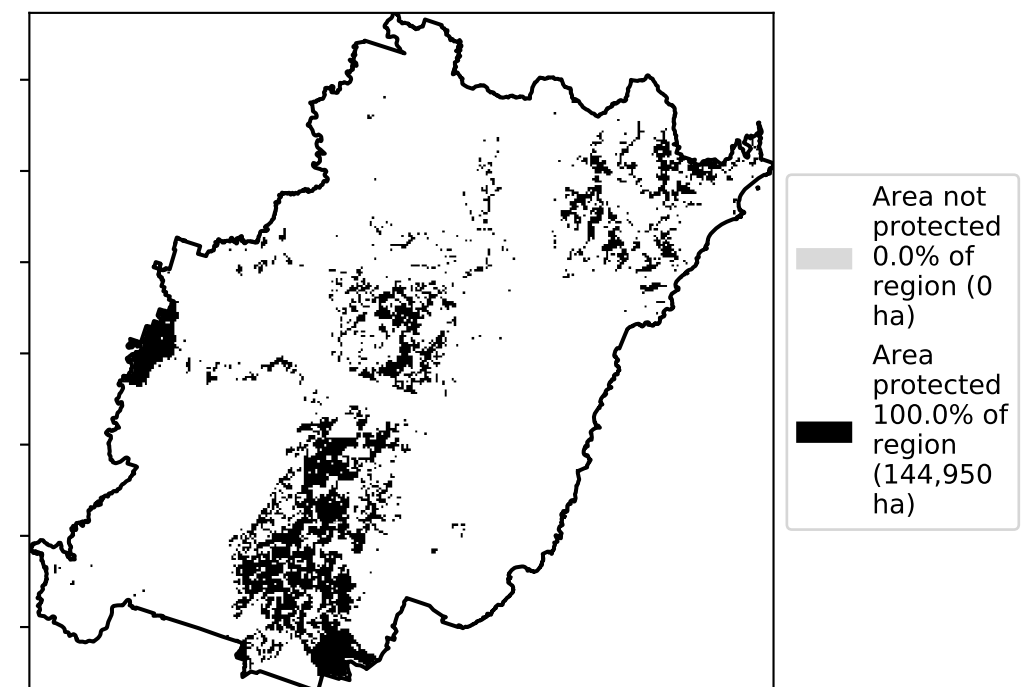 Area not
protected
0.0% of
region (0
ha)
Area
protected
100.0% of
region
(144,950
ha)